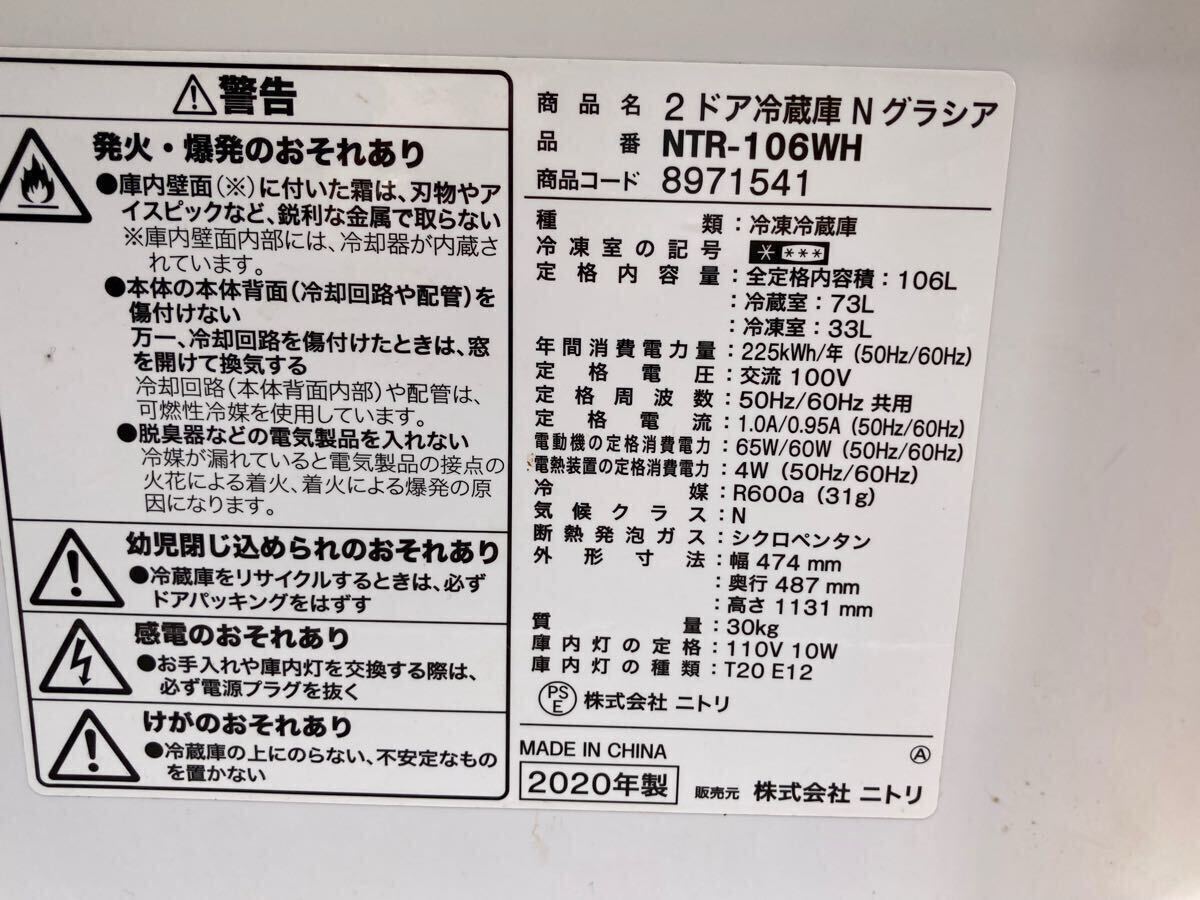 警告
発火・爆発のおそれあり
●庫内壁面(※)に付いた霜は、刃物やア
イスピックなど、鋭利な金属で取らない
※庫内壁面内部には、冷却器が内蔵さ
れています。
●本体の本体背面(冷却回路や配管)を
傷付けない
万一、冷却回路を傷付けたときは、窓
を開けて換気する
冷却回路(本体背面内部)や配管は、
可燃性冷媒を使用しています。
●脱臭器などの電気製品を入れない
冷媒が漏れていると電気製品の接点の
火花による着火、着火による爆発の原
因になります。
幼児閉じ込められのおそれあり
●冷蔵庫をリサイクルするときは、必ず
ドアパッキングをはずす
感電のおそれあり
●お手入れや庫内灯を交換する際は、
必ず電源プラグを抜く
けがのおそれあり
●冷蔵庫の上にのらない、不安定なもの
を置かない
商品名 2ドア冷蔵庫 N グラシア
品番 NTR-106WH
商品コード 8971541
種類:冷凍冷蔵庫
冷凍室の記号
定格内容量:全定格内容積:106L
:冷蔵室:73L
:冷凍室:33L
年間消費電力量:225kWh/年 (50Hz/60Hz)
定格電圧:交流 100V
定格周波数:50Hz/60Hz 共用
定格電流:1.0A/0.95A (50Hz/60Hz)
電動機の定格消費電力:65W/60W (50Hz/60Hz)
電熱装置の定格消費電力:4W (50Hz/60Hz)
冷媒:R600a (31g)
気候クラス:N
断熱発泡ガス:シクロペンタン
外形寸法:幅 474 mm
:奥行 487 mm
:高さ 1131 mm
質量:30kg
庫内灯の定格:110V 10W
庫内灯の種類:T20 E12
PSE 株式会社 ニトリ
MADE IN CHINA Ⓐ
2020年製 販売元 株式会社 ニトリ